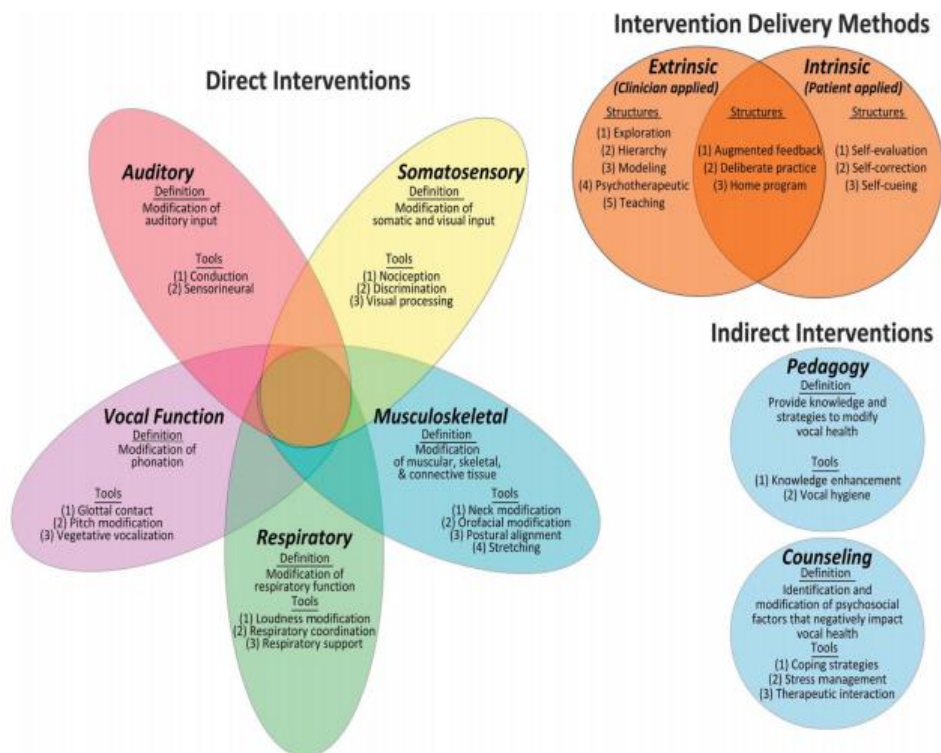 Direct Interventions
Auditory
Definition
Modification of
auditory input
Tools
(1) Conduction
(2) Sensorineural
Somatosensory
Definition
Modification of
somatic and visual input
Tools
(1) Nociception
(2) Discrimination
(3) Visual processing
Vocal Function
Definition
Modification of
phonation
Tools
(1) Glottal contact
(2) Pitch modification
(3) Vegetative vocalization
Musculoskeletal
Definition
Modification
of muscular, skeletal,
& connective tissue
Tools
(1) Neck modification
(2) Orofacial modification
(3) Postural alignment
(4) Stretching
Respiratory
Definition
Modification of
respiratory function
Tools
(1) Loudness modification
(2) Respiratory coordination
(3) Respiratory support
Intervention Delivery Methods
Extrinsic
(Clinician applied)
Structures
(1) Exploration
(2) Hierarchy
(3) Modeling
(4) Psychotherapeutic
(5) Teaching
Structures
(1) Augmented feedback
(2) Deliberate practice
(3) Home program
Intrinsic
(Patient applied)
Structures
(1) Self-evaluation
(2) Self-correction
(3) Self-cueing
Indirect Interventions
Pedagogy
Definition
Provide knowledge and
strategies to modify
vocal health
Tools
(1) Knowledge enhancement
(2) Vocal hygiene
Counseling
Definition
Identification and
modification of psychosocial
factors that negatively impact
vocal health
Tools
(1) Coping strategies
(2) Stress management
(3) Therapeutic interaction